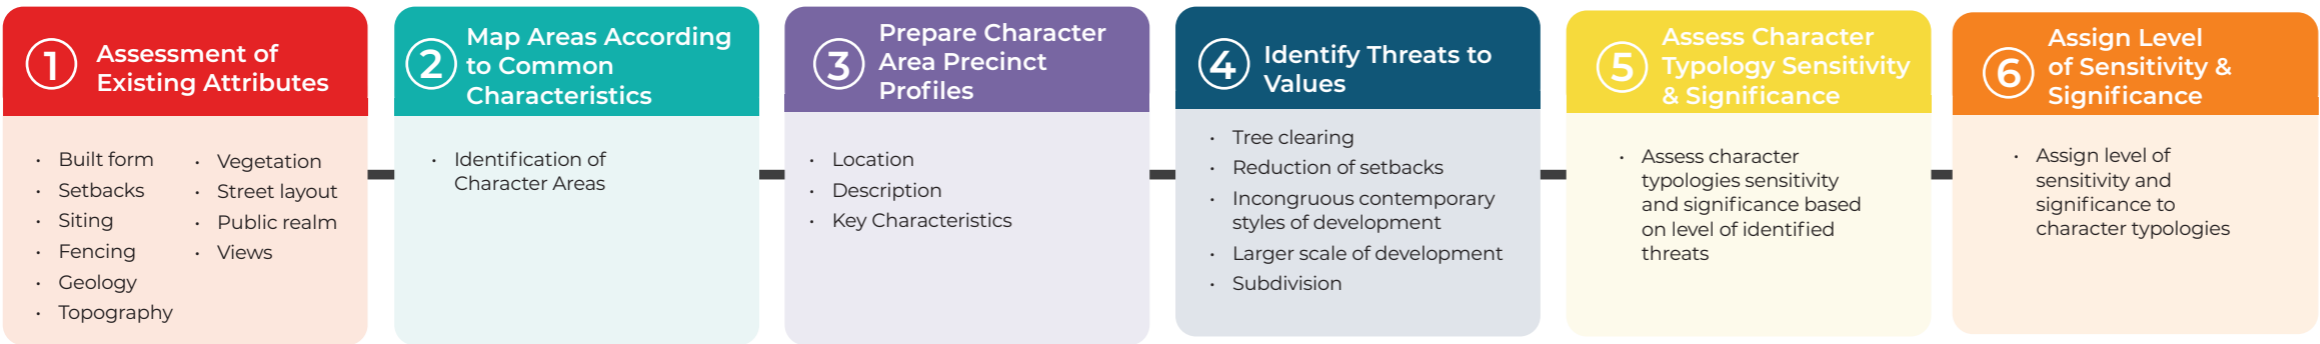 1
Assessment of
Existing Attributes
• Built form
• Setbacks
• Siting
• Fencing
• Geology
• Topography
• Vegetation
• Street layout
• Public realm
• Views
2
Map Areas According
to Common
Characteristics
• Identification of
Character Areas
3
Prepare Character
Area Precinct
Profiles
• Location
• Description
• Key Characteristics
4
Identify Threats to
Values
• Tree clearing
• Reduction of setbacks
• Incongruous contemporary
styles of development
• Larger scale of development
• Subdivision
5
Assess Character
Typology Sensitivity
& Significance
• Assess character
typologies sensitivity
and significance based
on level of identified
threats
6
Assign Level
of Sensitivity &
Significance
• Assign level of
sensitivity and
significance to
character typologies